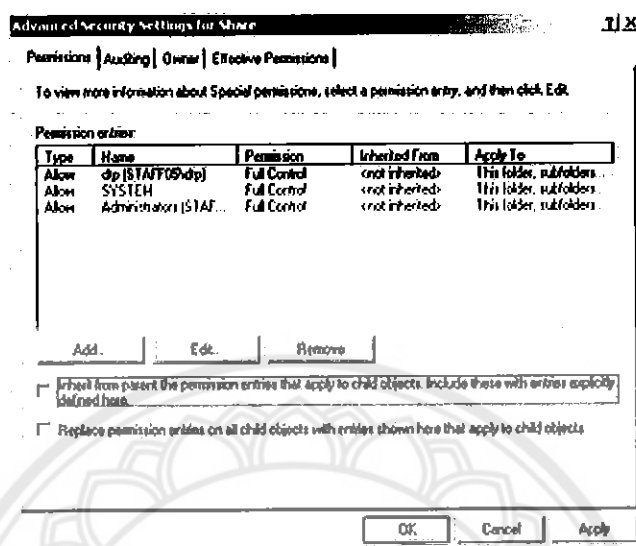 Advanced Security Settings for Share
Permissions Auditing Owner Effective Permissions
To view more information about Special permissions, select a permission entry, and then click Edit.
Permission entries:
Type Name Permission Inherited From Apply To
Allow dtp (STAFF05\dtp) Full Control <not inherited> This folder, subfolders...
Allow SYSTEM Full Control <not inherited> This folder, subfolders...
Allow Administrators (STAF... Full Control <not inherited> This folder, subfolders...
Add... Edit... Remove
Inherit from parent the permission entries that apply to child objects. Include these with entries explicitly
defined here.
Replace permission entries on all child objects with entries shown here that apply to child objects
OK Cancel Apply